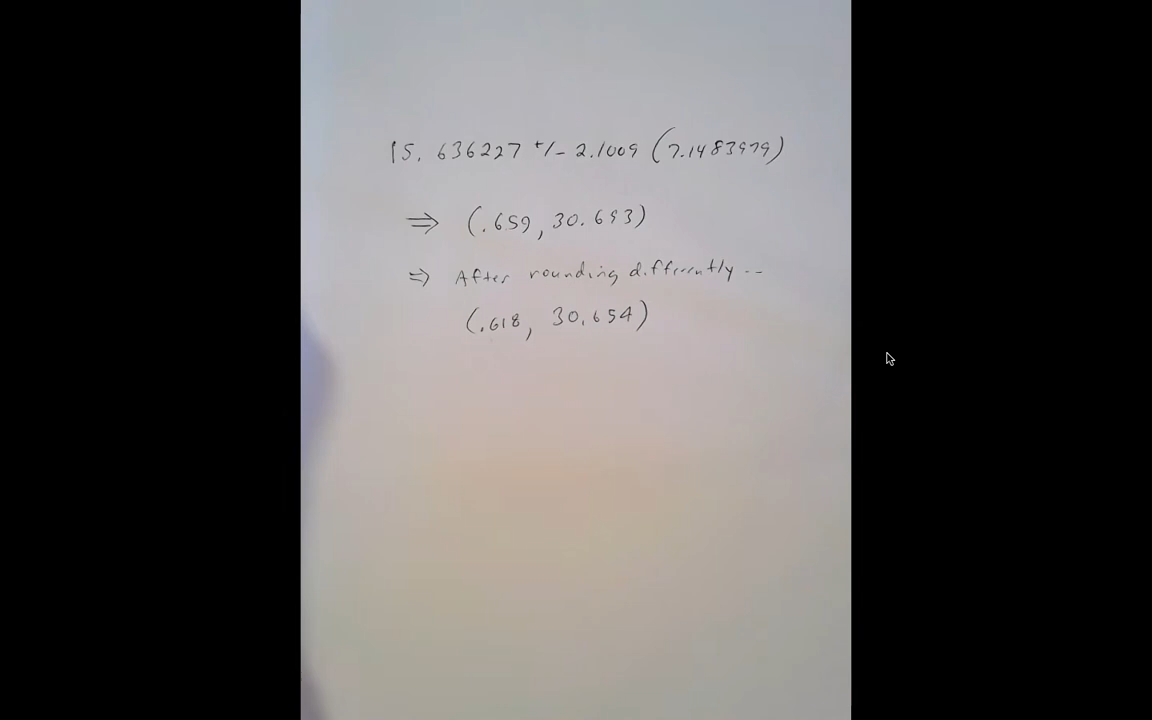 15.636227 +/- 2.1009 (7.1483979)
⇒ (.659, 30.693)
⇒ After rounding differently --
(.618, 30.654)